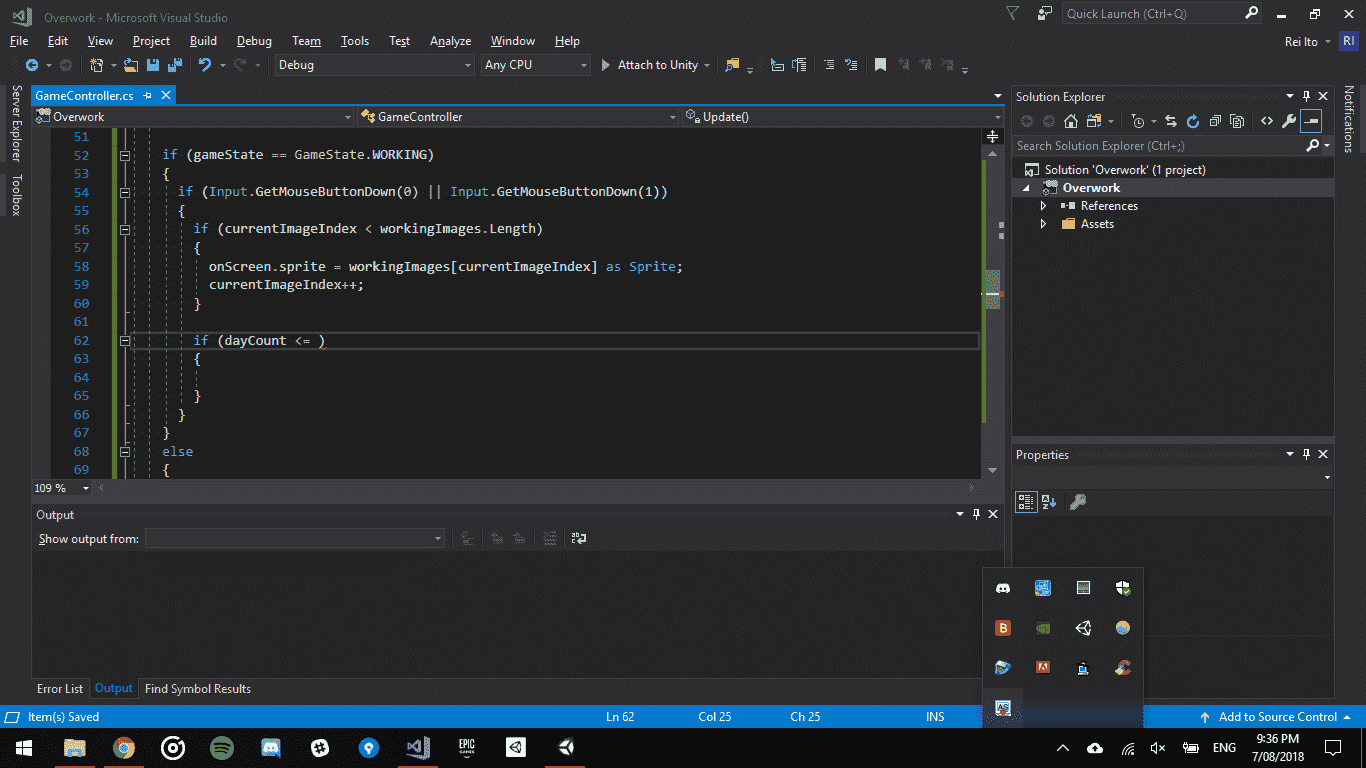 Overwork - Microsoft Visual Studio
Quick Launch (Ctrl+Q)
File Edit View Project Build Debug Team Tools Test Analyze Window Help
Rei Ito RI
Debug Any CPU Attach to Unity
Server Explorer
Toolbox
GameController.cs
Overwork GameController Update()
51
52 if (gameState == GameState.WORKING)
53 {
54 if (Input.GetMouseButtonDown(0) || Input.GetMouseButtonDown(1))
55 {
56 if (currentImageIndex < workingImages.Length)
57 {
58 onScreen.sprite = workingImages[currentImageIndex] as Sprite;
59 currentImageIndex++;
60 }
61
62 if (dayCount <= )
63 {
64
65 }
66 }
67 }
68 else
69 {
109 %
Output
Show output from:
Error List Output Find Symbol Results
Solution Explorer
Search Solution Explorer (Ctrl+;)
Solution 'Overwork' (1 project)
Overwork
References
Assets
Properties
Notifications
Item(s) Saved Ln 62 Col 25 Ch 25 INS Add to Source Control
EPIC
GAMES
ENG
9:36 PM
7/08/2018